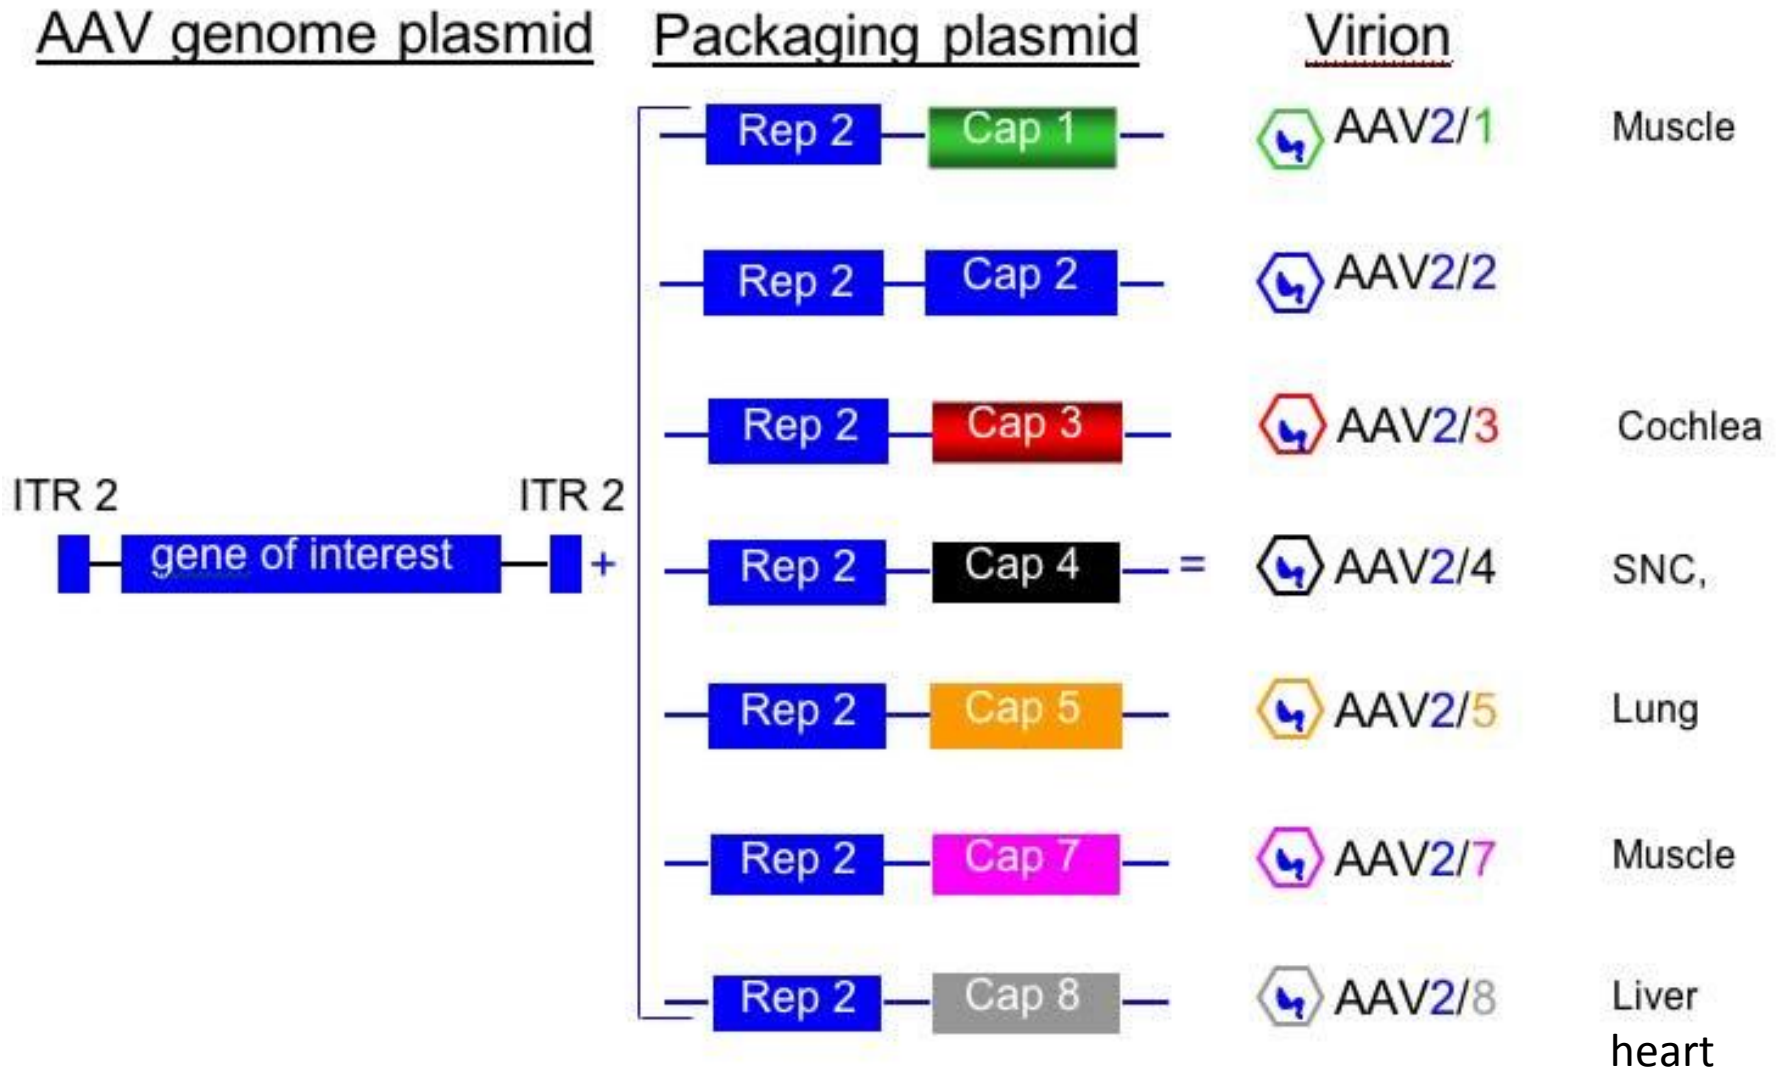 AAV genome plasmid Packaging plasmid Virion
Rep 2 Cap 1 AAV2/1 Muscle
Rep 2 Cap 2 AAV2/2
Rep 2 Cap 3 AAV2/3 Cochlea
ITR 2 ITR 2
gene of interest + Rep 2 Cap 4 = AAV2/4 SNC,
Rep 2 Cap 5 AAV2/5 Lung
Rep 2 Cap 7 AAV2/7 Muscle
Rep 2 Cap 8 AAV2/8 Liver
heart